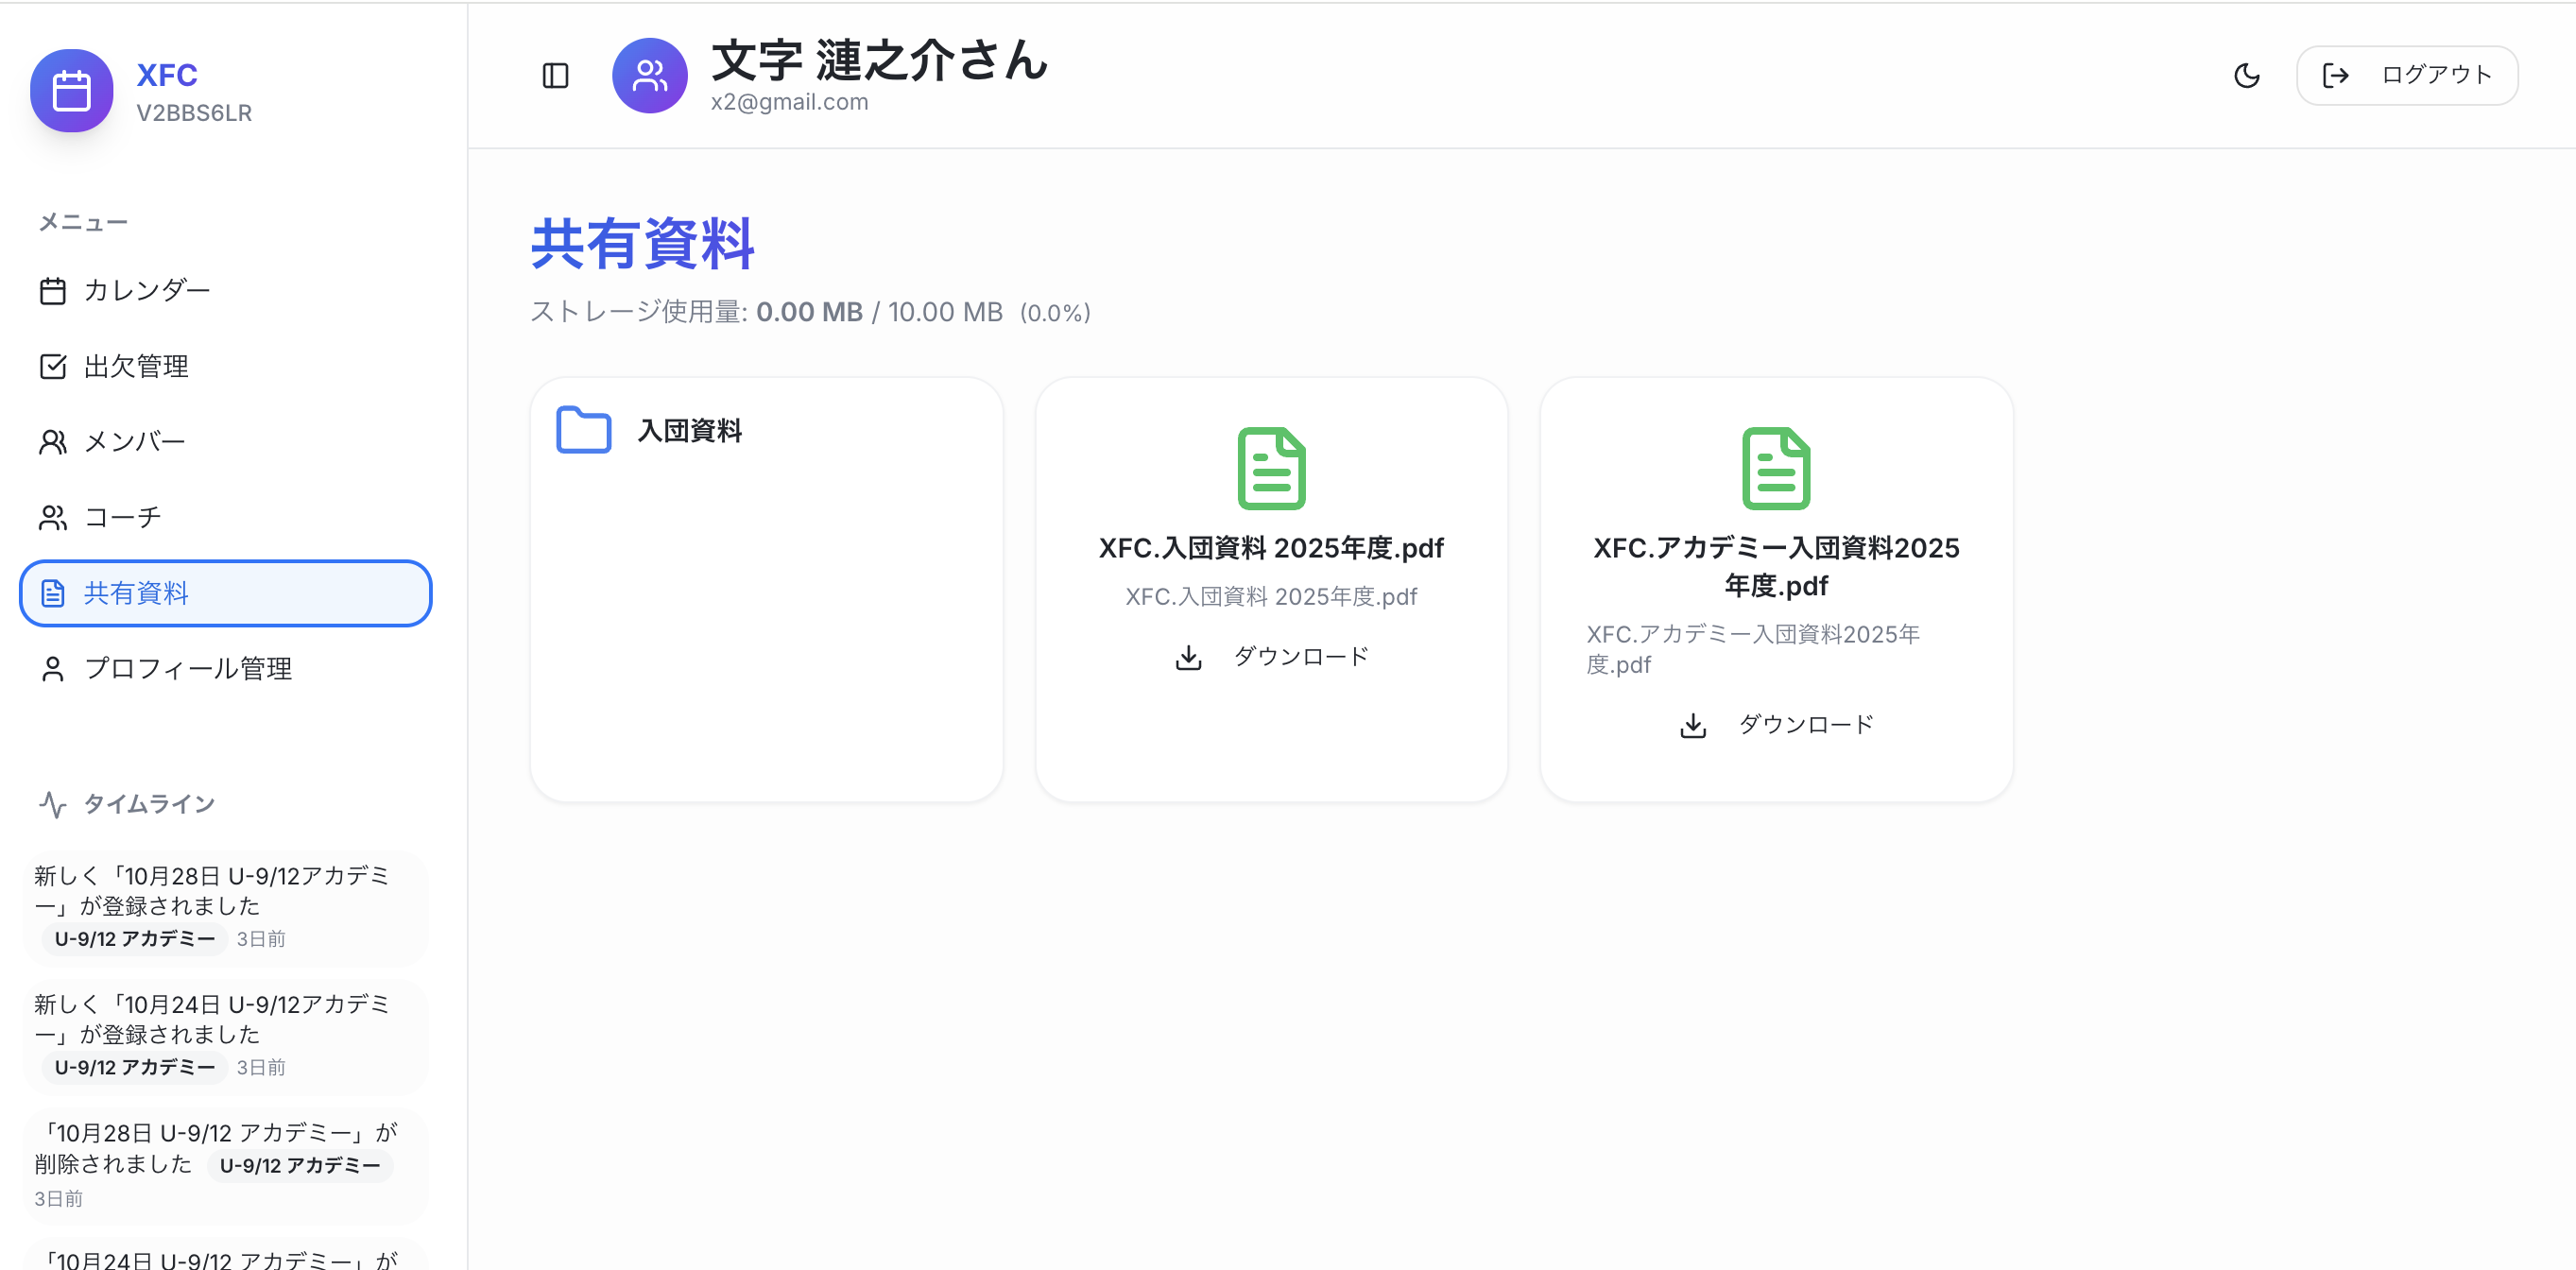 XFC
V2BBS6LR
メニュー
カレンダー
出欠管理
メンバー
コーチ
共有資料
プロフィール管理
タイムライン
新しく「10月28日 U-9/12アカデミ
ー」が登録されました
U-9/12 アカデミー 3日前
新しく「10月24日 U-9/12アカデミ
ー」が登録されました
U-9/12 アカデミー 3日前
「10月28日 U-9/12 アカデミー」が
削除されました U-9/12 アカデミー
3日前
「10月24日 U-9/12 アカデミー」が
文字 漣之介さん
x2@gmail.com
ログアウト
共有資料
ストレージ使用量: 0.00 MB / 10.00 MB (0.0%)
入団資料
XFC.入団資料 2025年度.pdf
XFC.入団資料 2025年度.pdf
ダウンロード
XFC.アカデミー入団資料2025
年度.pdf
XFC.アカデミー入団資料2025年
度.pdf
ダウンロード